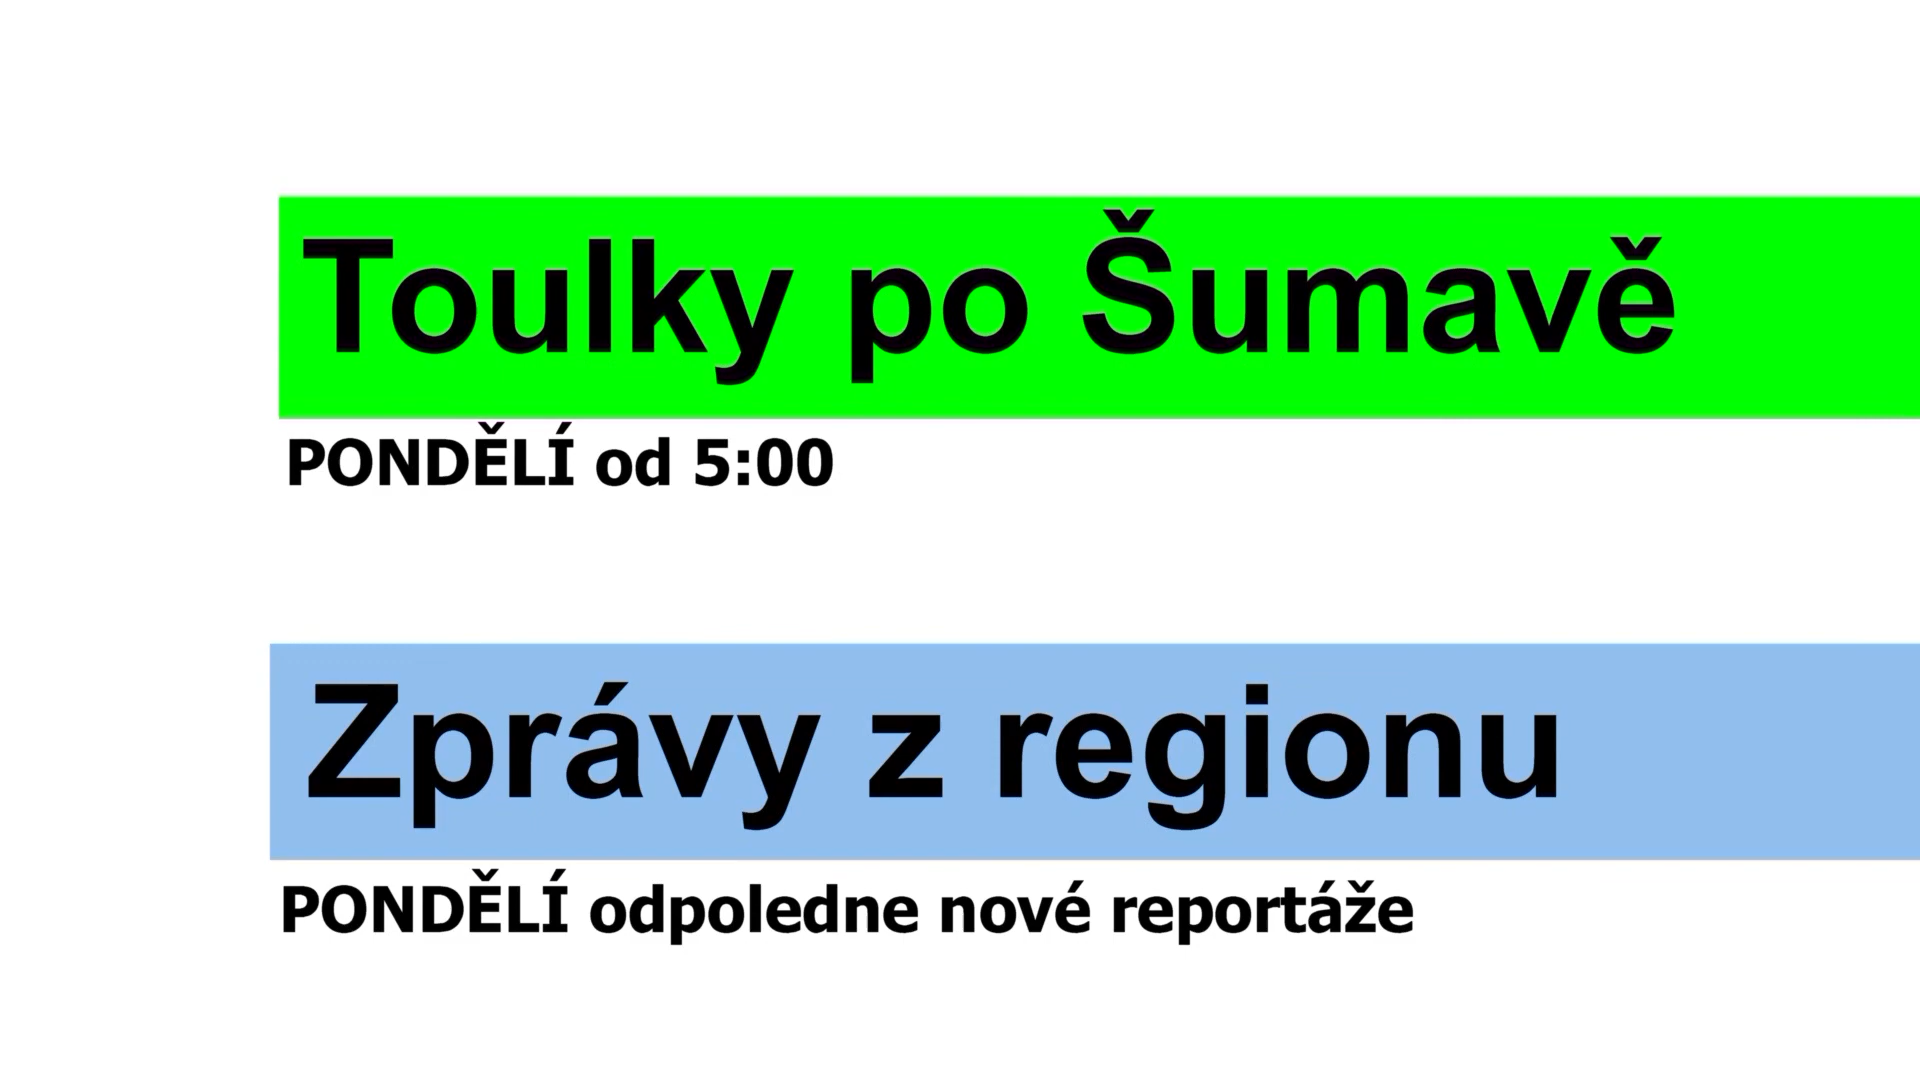 Toulky po Šumavě
PONDĚLÍ od 5:00
Zprávy z regionu
PONDĚLÍ odpoledne nové reportáže